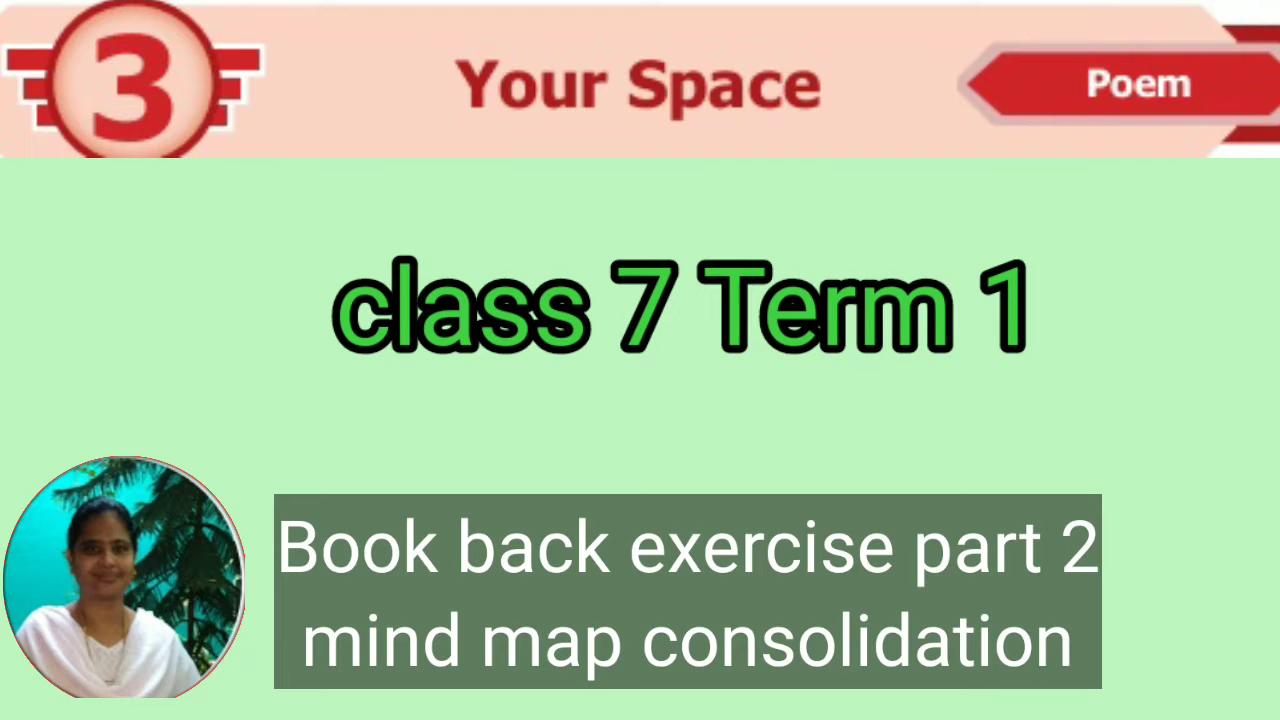 3
Your Space
Poem
class 7 Term 1
Book back exercise part 2
mind map consolidation